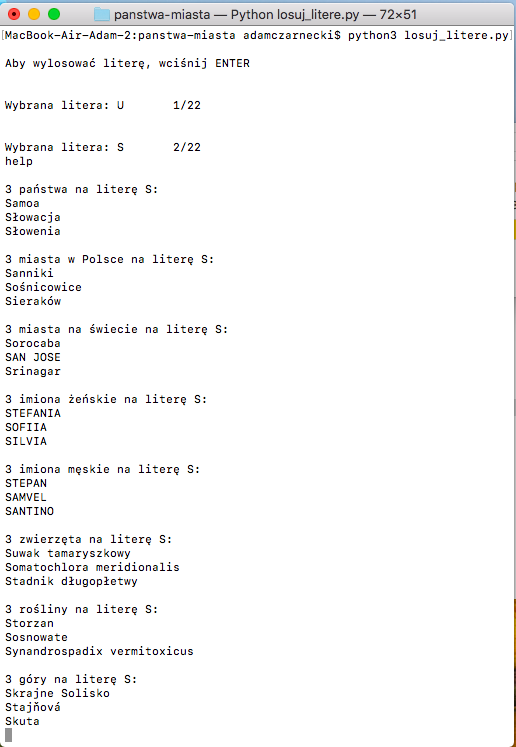 panstwa-miasta — Python losuj_litere.py — 72×51
[MacBook-Air-Adam-2:panstwa-miasta adamczarnecki$ python3 losuj_litere.py]
Aby wylosować literę, wciśnij ENTER
Wybrana litera: U 1/22
Wybrana litera: S 2/22
help
3 państwa na literę S:
Samoa
Słowacja
Słowenia
3 miasta w Polsce na literę S:
Sanniki
Sośnicowice
Sieraków
3 miasta na świecie na literę S:
Sorocaba
SAN JOSE
Srinagar
3 imiona żeńskie na literę S:
STEFANIA
SOFIIA
SILVIA
3 imiona męskie na literę S:
STEPAN
SAMVEL
SANTINO
3 zwierzęta na literę S:
Suwak tamaryszkowy
Somatochlora meridionalis
Stadnik długopłetwy
3 rośliny na literę S:
Storzan
Sosnowate
Synandrospadix vermitoxicus
3 góry na literę S:
Skrajne Solisko
Stajňová
Skuta